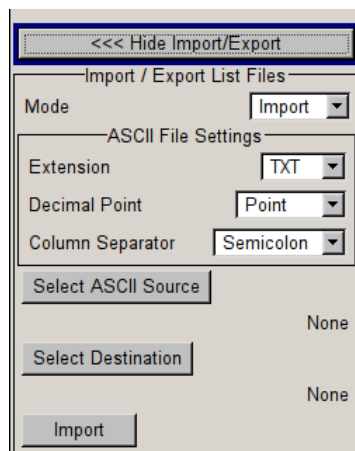 <<< Hide Import/Export
Import / Export List Files
Mode Import
ASCII File Settings
Extension TXT
Decimal Point Point
Column Separator Semicolon
Select ASCII Source
None
Select Destination
None
Import